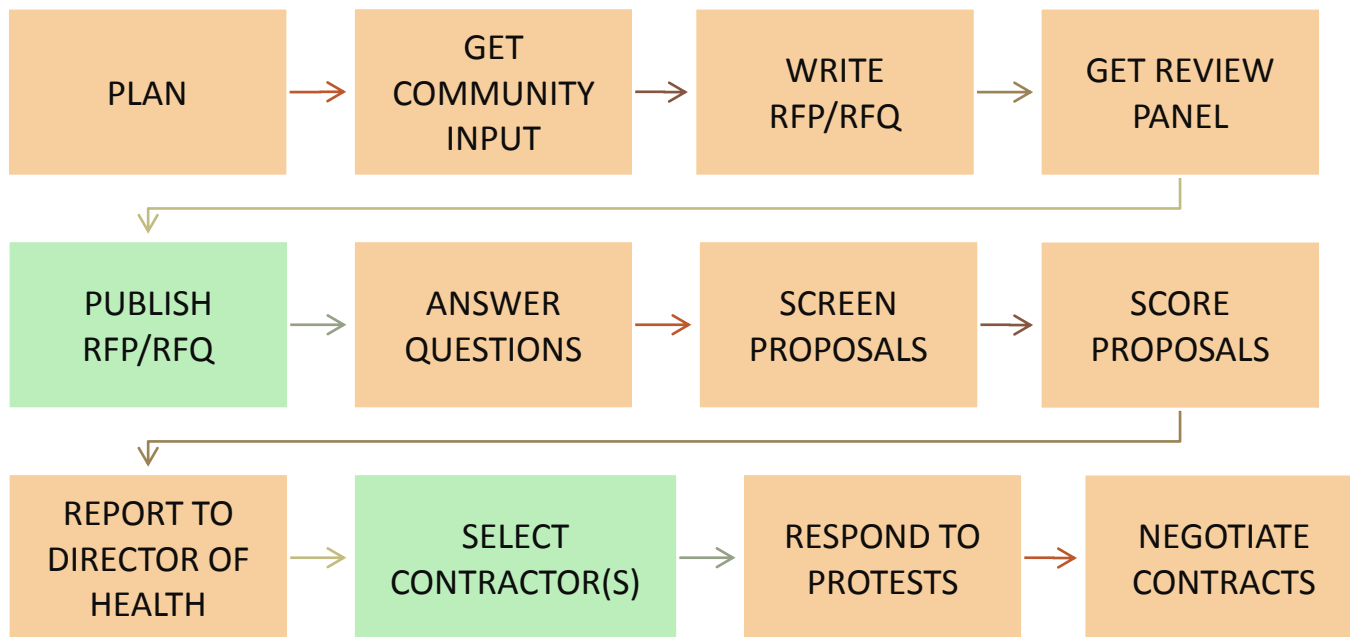 PLAN
GET
COMMUNITY
INPUT
WRITE
RFP/RFQ
GET REVIEW
PANEL
PUBLISH
RFP/RFQ
ANSWER
QUESTIONS
SCREEN
PROPOSALS
SCORE
PROPOSALS
REPORT TO
DIRECTOR OF
HEALTH
SELECT
CONTRACTOR(S)
RESPOND TO
PROTESTS
NEGOTIATE
CONTRACTS